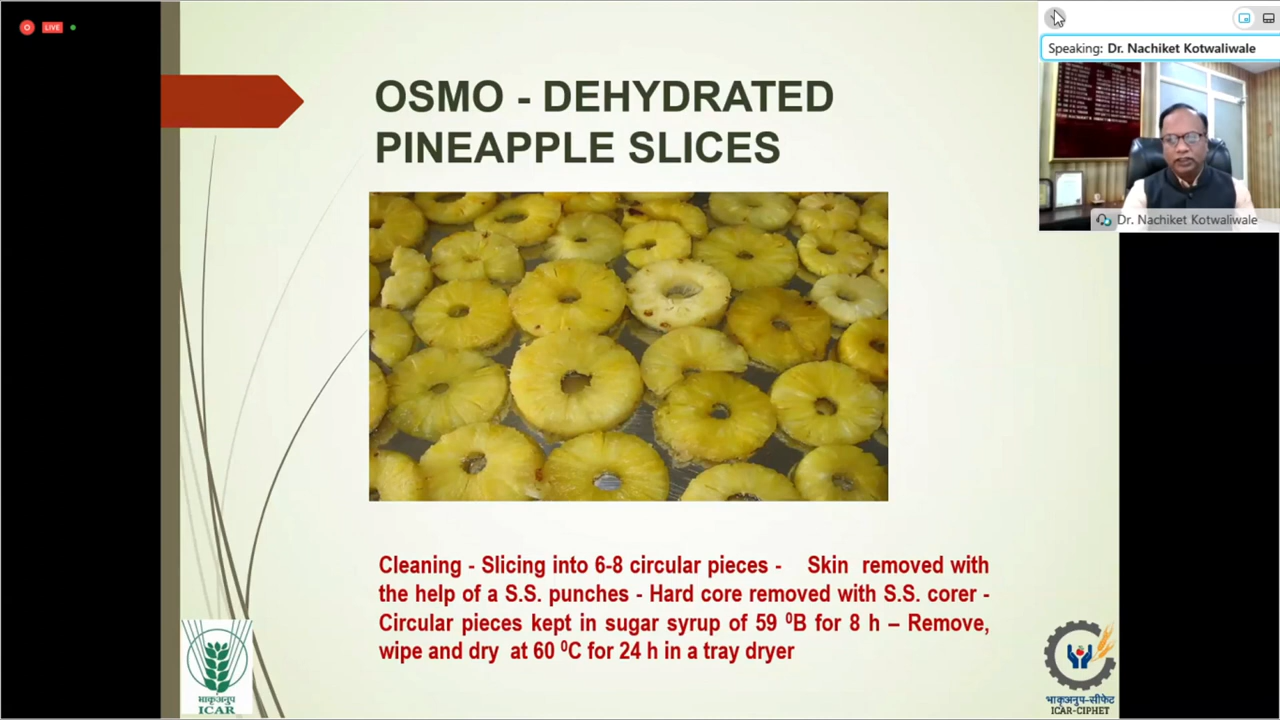 LIVE
Speaking: Dr. Nachiket Kotwaliwale
Dr. Nachiket Kotwaliwale
OSMO - DEHYDRATED
PINEAPPLE SLICES
Cleaning - Slicing into 6-8 circular pieces - Skin removed with
the help of a S.S. punches - Hard core removed with S.S. corer -
Circular pieces kept in sugar syrup of 59 ⁰B for 8 h – Remove,
wipe and dry at 60 ⁰C for 24 h in a tray dryer
भाकृअनुप
ICAR
भाकृअनुप-सीफेट
ICAR-CIPHET